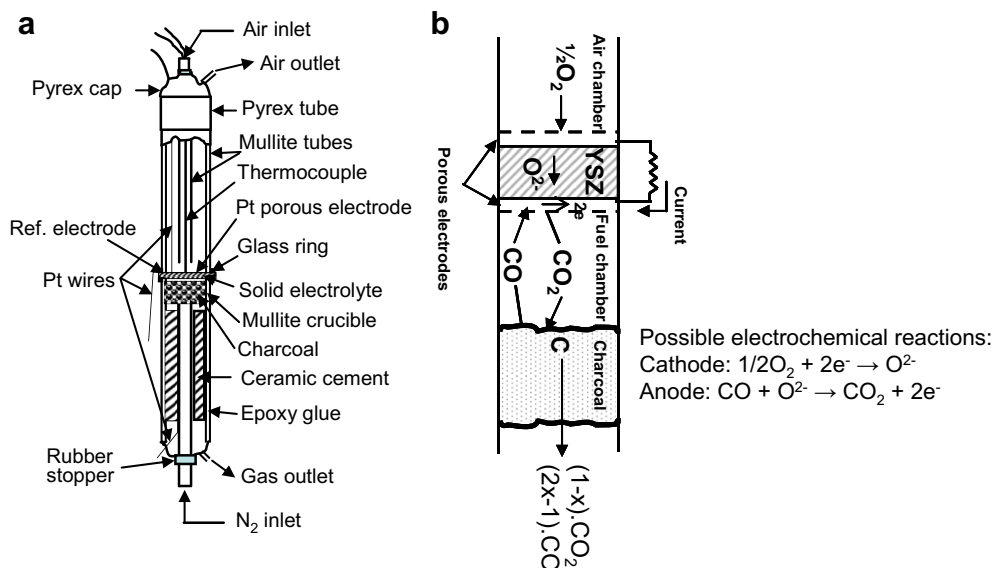 a
Air inlet
Air outlet
Pyrex cap
Pyrex tube
Mullite tubes
Thermocouple
Pt porous electrode
Ref. electrode
Glass ring
Pt wires
Solid electrolyte
Mullite crucible
Charcoal
Ceramic cement
Epoxy glue
Rubber
stopper
Gas outlet
N2 inlet
b
Air chamber
½O2
YSZ
O2-
2e
Porous electrodes
Current
Fuel chamber
CO
CO2
C
Charcoal
(1-x).CO2
(2x-1).CO
Possible electrochemical reactions:
Cathode: 1/2O2 + 2e- → O2-
Anode: CO + O2- → CO2 + 2e-